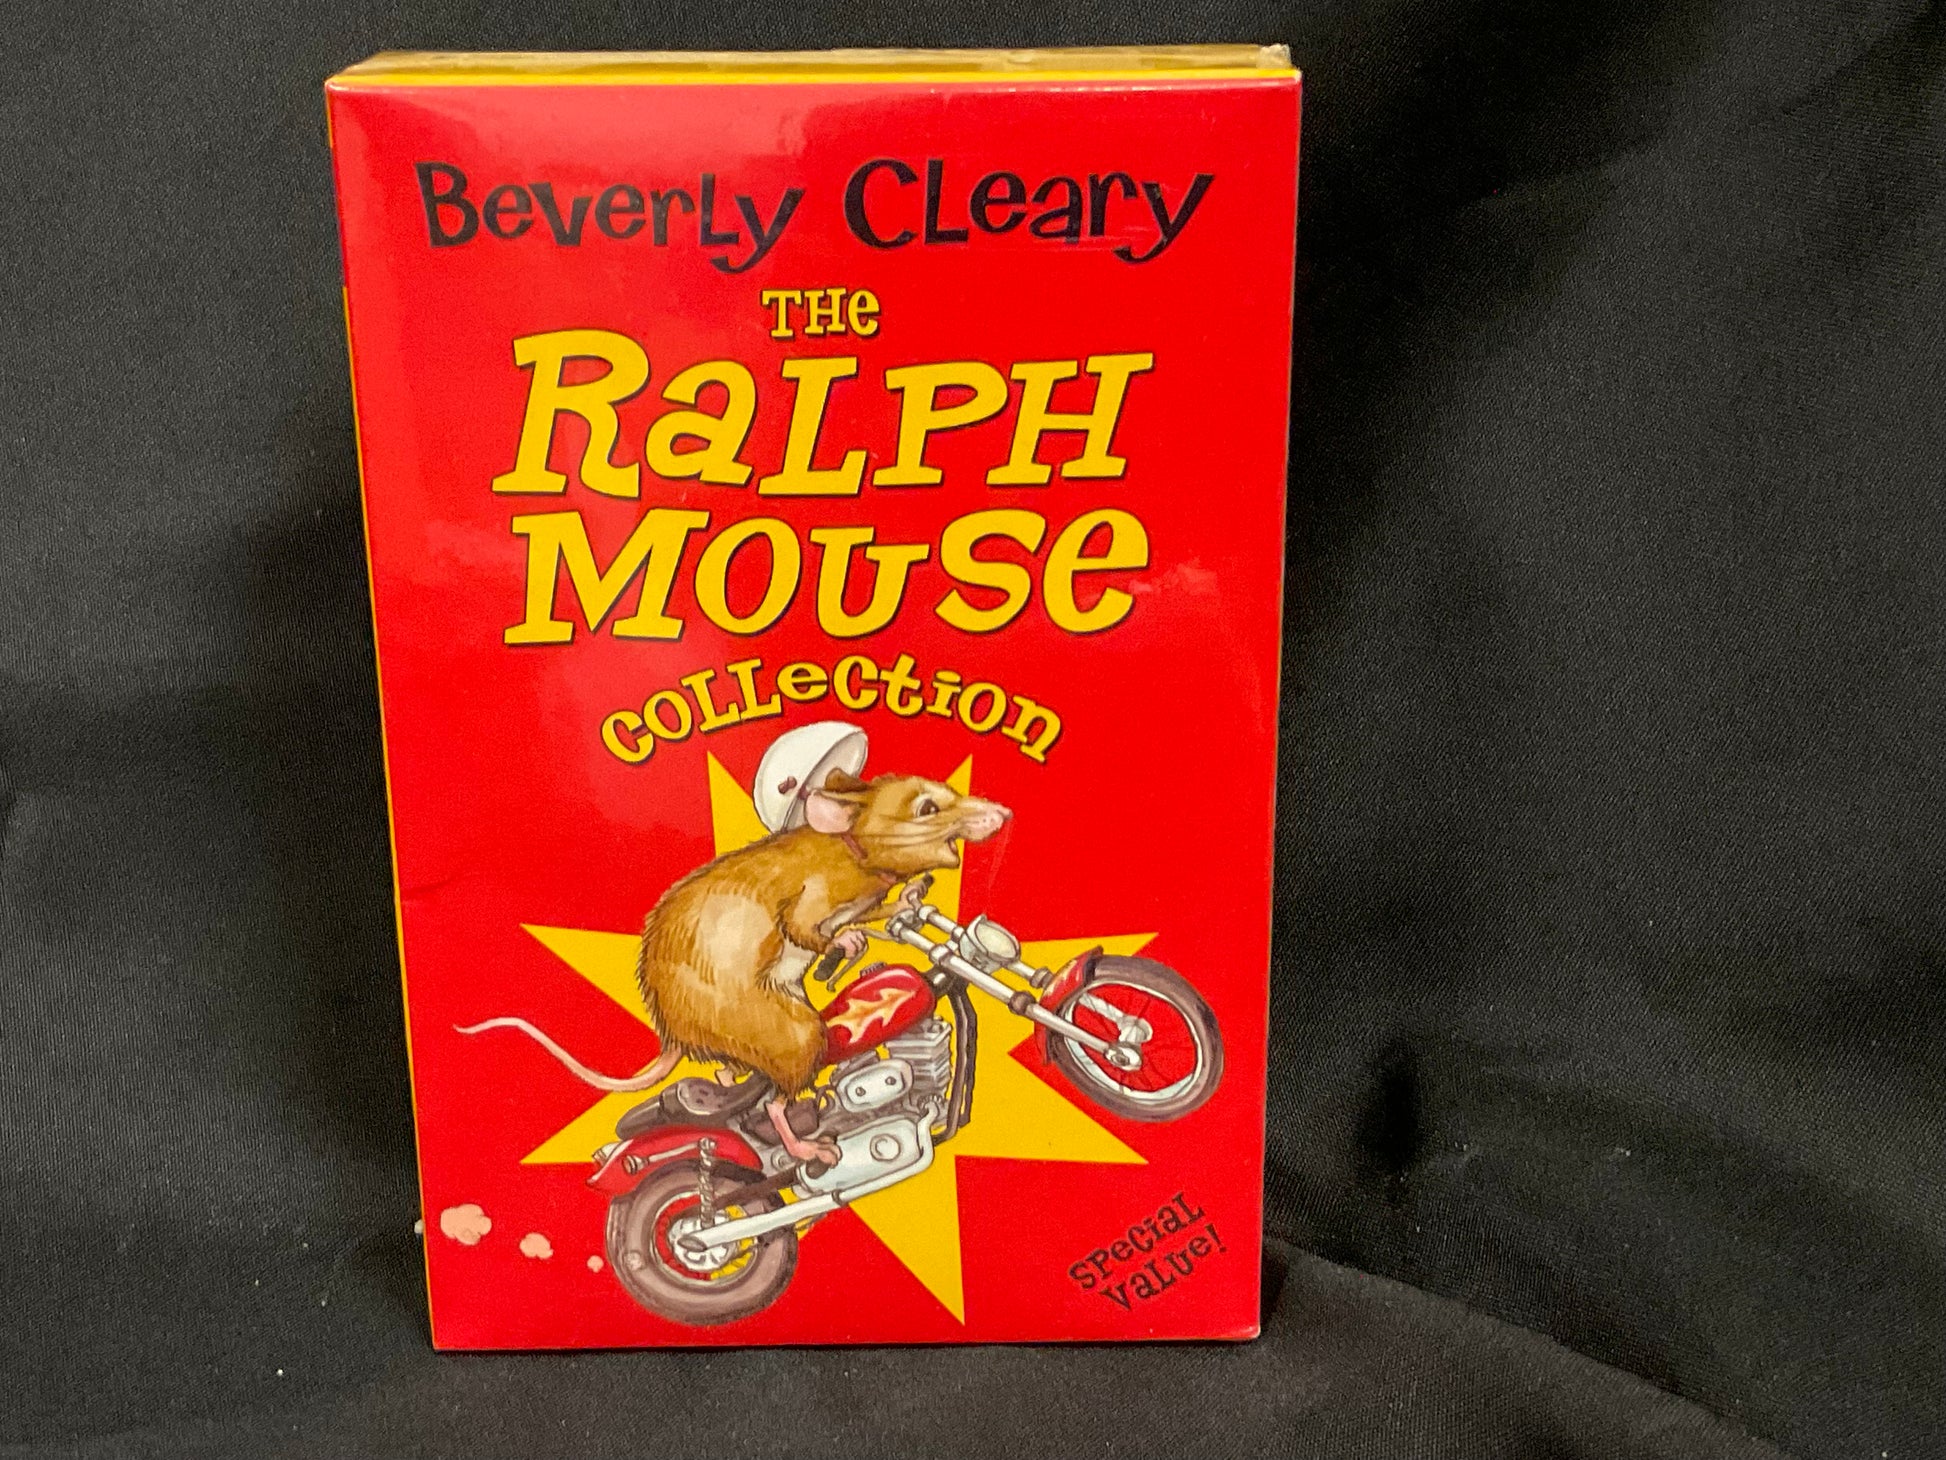 Beverly Cleary
THe
RaLPH
MOUSe
COLLection
SPeciaL
VaLUe!